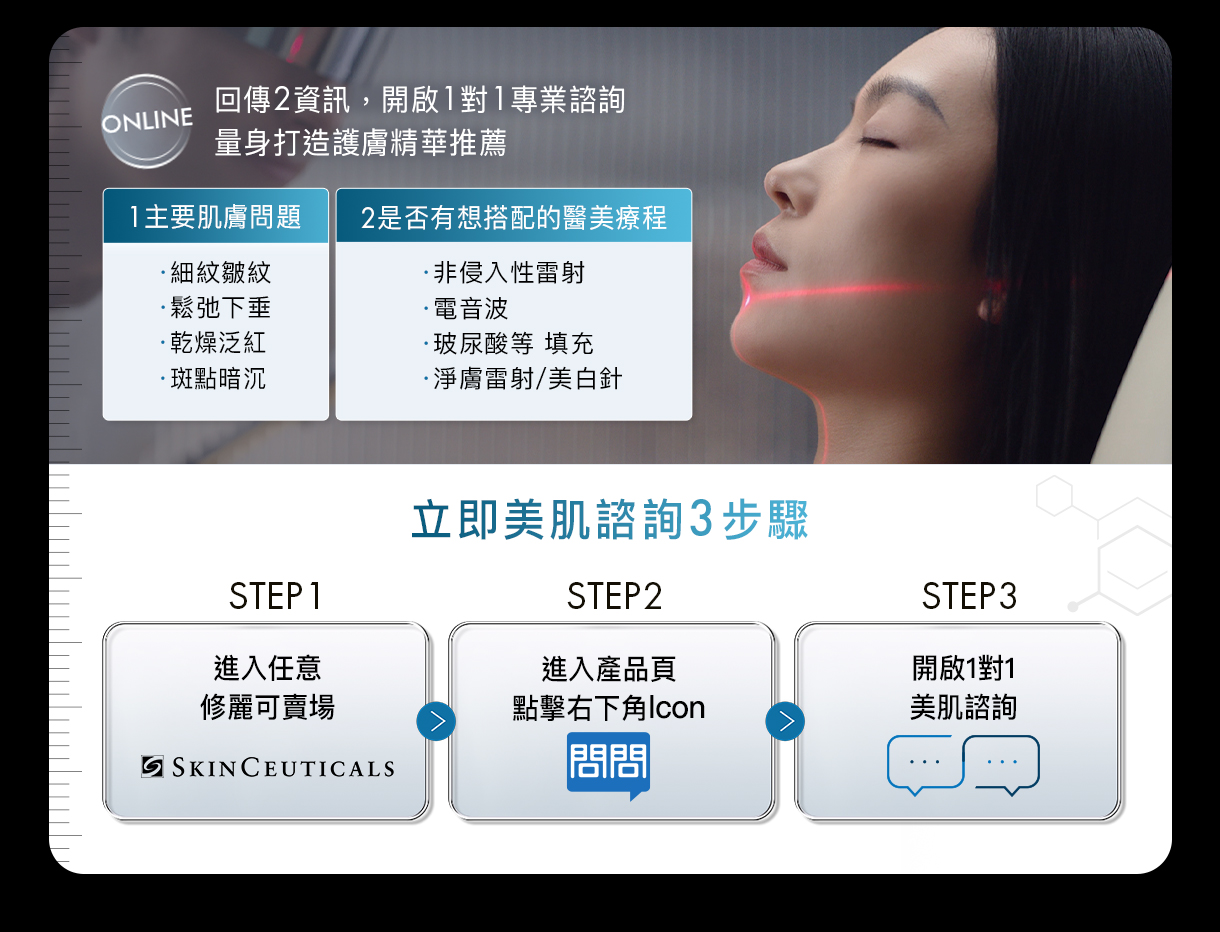 ONLINE
回傳2資訊，開啟1對1專業諮詢
量身打造護膚精華推薦
1主要肌膚問題
·細紋皺紋
·鬆弛下垂
·乾燥泛紅
·斑點暗沉
2是否有想搭配的醫美療程
·非侵入性雷射
·電音波
·玻尿酸等 填充
·淨膚雷射/美白針
立即美肌諮詢3步驟
STEP1
進入任意
修麗可賣場
SKINCEUTICALS
STEP2
進入產品頁
點擊右下角Icon
問問
STEP3
開啟1對1
美肌諮詢